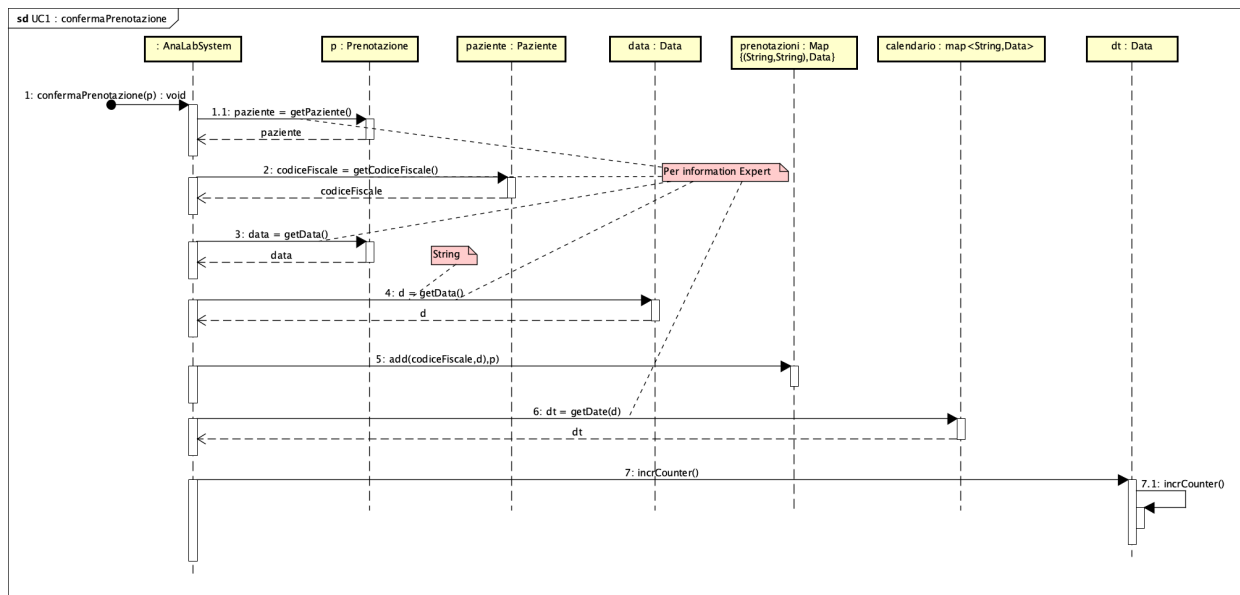 sd UC1 : confermaPrenotazione
: AnaLabSystem
p : Prenotazione
paziente : Paziente
data : Data
prenotazioni : Map
{(String,String),Data}
calendario : map<String,Data>
dt : Data
1: confermaPrenotazione(p) : void
1.1: paziente = getPaziente()
paziente
2: codiceFiscale = getCodiceFiscale()
Per information Expert
codiceFiscale
3: data = getData()
data
String
4: d = getData()
d
5: add(codiceFiscale,d),p)
6: dt = getDate(d)
dt
7: incrCounter()
7.1: incrCounter()